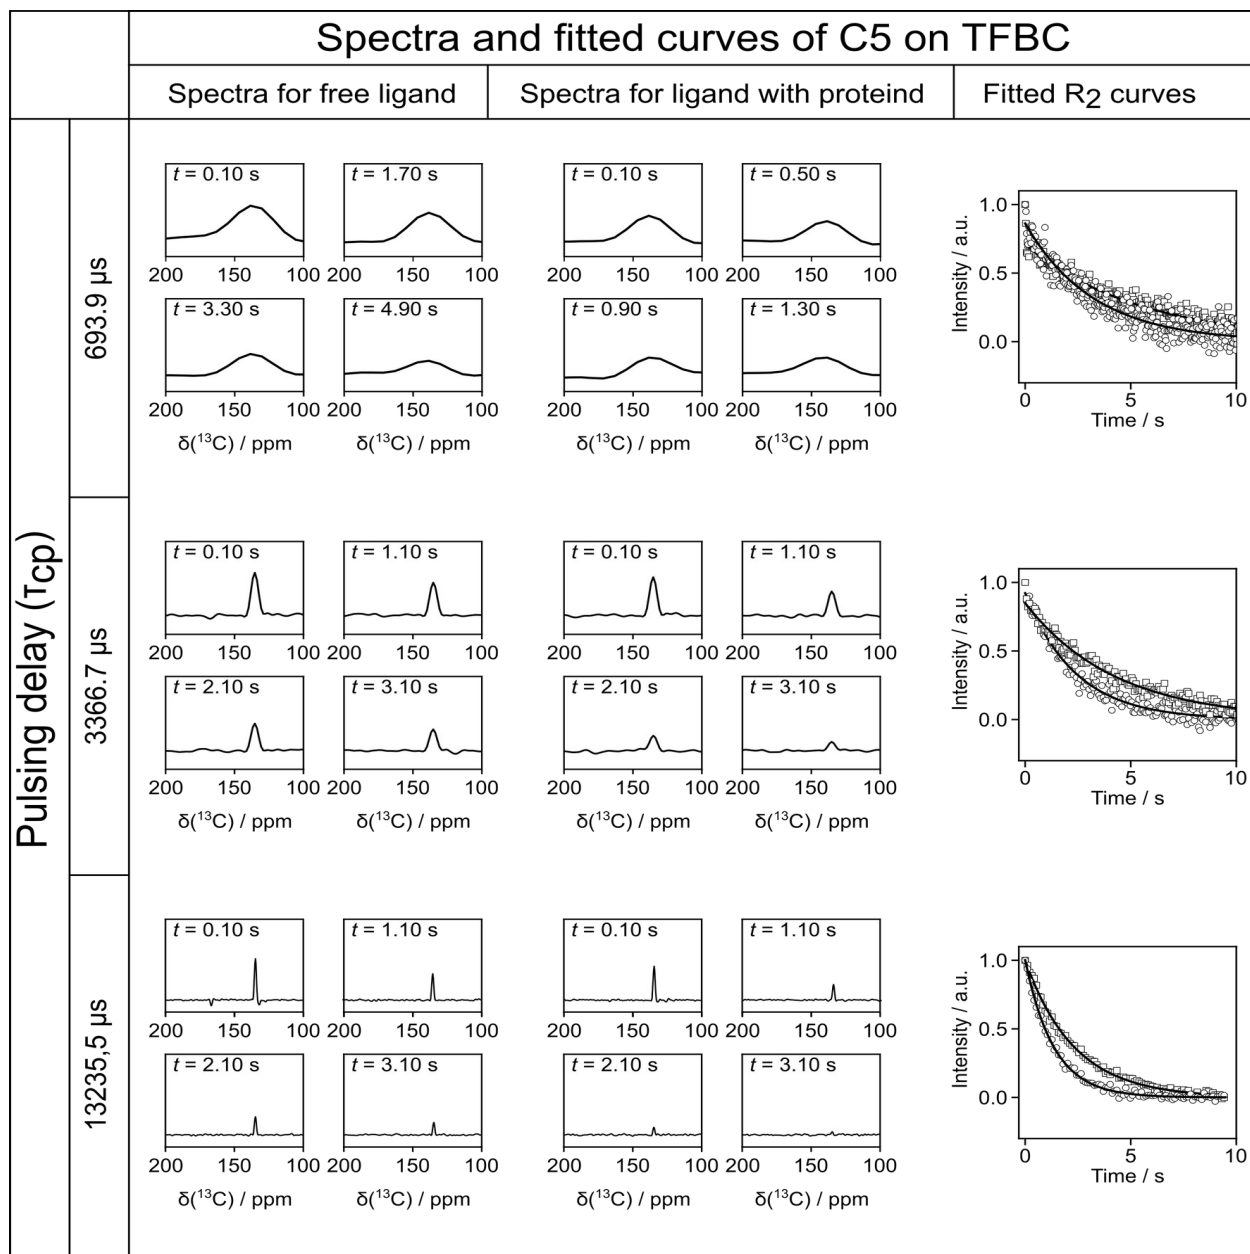 Spectra and fitted curves of C5 on TFBC
Spectra for free ligand
Spectra for ligand with proteind
Fitted R2 curves
Pulsing delay (τcp)
693.9 µs
t = 0.10 s
200 150 100
t = 1.70 s
200 150 100
t = 3.30 s
200 150 100
δ(¹³C) / ppm
t = 4.90 s
200 150 100
δ(¹³C) / ppm
t = 0.10 s
200 150 100
t = 0.50 s
200 150 100
t = 0.90 s
200 150 100
δ(¹³C) / ppm
t = 1.30 s
200 150 100
δ(¹³C) / ppm
Intensity / a.u.
1.0
0.5
0.0
0 5 10
Time / s
3366.7 µs
t = 0.10 s
200 150 100
t = 1.10 s
200 150 100
t = 2.10 s
200 150 100
δ(¹³C) / ppm
t = 3.10 s
200 150 100
δ(¹³C) / ppm
t = 0.10 s
200 150 100
t = 1.10 s
200 150 100
t = 2.10 s
200 150 100
δ(¹³C) / ppm
t = 3.10 s
200 150 100
δ(¹³C) / ppm
Intensity / a.u.
1.0
0.5
0.0
0 5 10
Time / s
13235,5 µs
t = 0.10 s
200 150 100
t = 1.10 s
200 150 100
t = 2.10 s
200 150 100
δ(¹³C) / ppm
t = 3.10 s
200 150 100
δ(¹³C) / ppm
t = 0.10 s
200 150 100
t = 1.10 s
200 150 100
t = 2.10 s
200 150 100
δ(¹³C) / ppm
t = 3.10 s
200 150 100
δ(¹³C) / ppm
Intensity / a.u.
1.0
0.5
0.0
0 5 10
Time / s